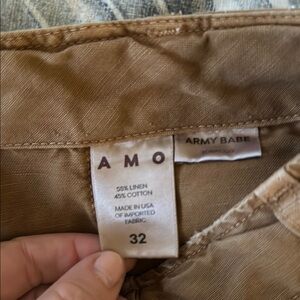 AMO
ARMY BABE
55% LINEN
45% COTTON
MADE IN USA
OF IMPORTED
FABRIC
32